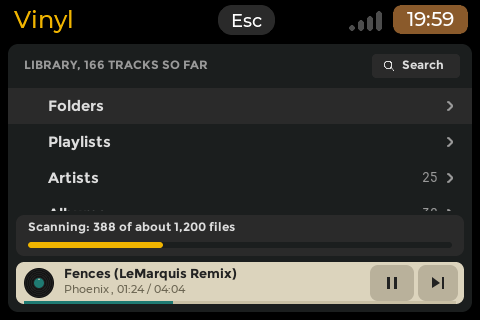 Vinyl
Esc
19:59
LIBRARY, 166 TRACKS SO FAR
Search
Folders
Playlists
Artists 25
Scanning: 388 of about 1,200 files
Fences (LeMarquis Remix)
Phoenix, 01:24 / 04:04